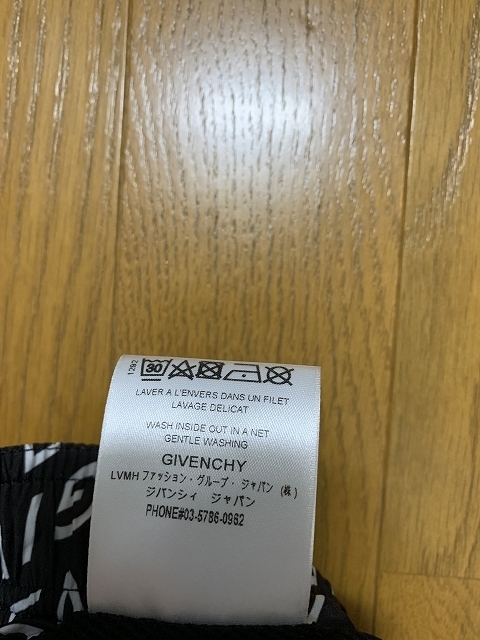 1292
30
LAVER A L'ENVERS DANS UN FILET
LAVAGE DELICAT
WASH INSIDE OUT IN A NET
GENTLE WASHING
GIVENCHY
LVMH ファッション・グループ・ ジャパン (株)
ジバンシィ ジャパン
PHONE#03-5786-0962